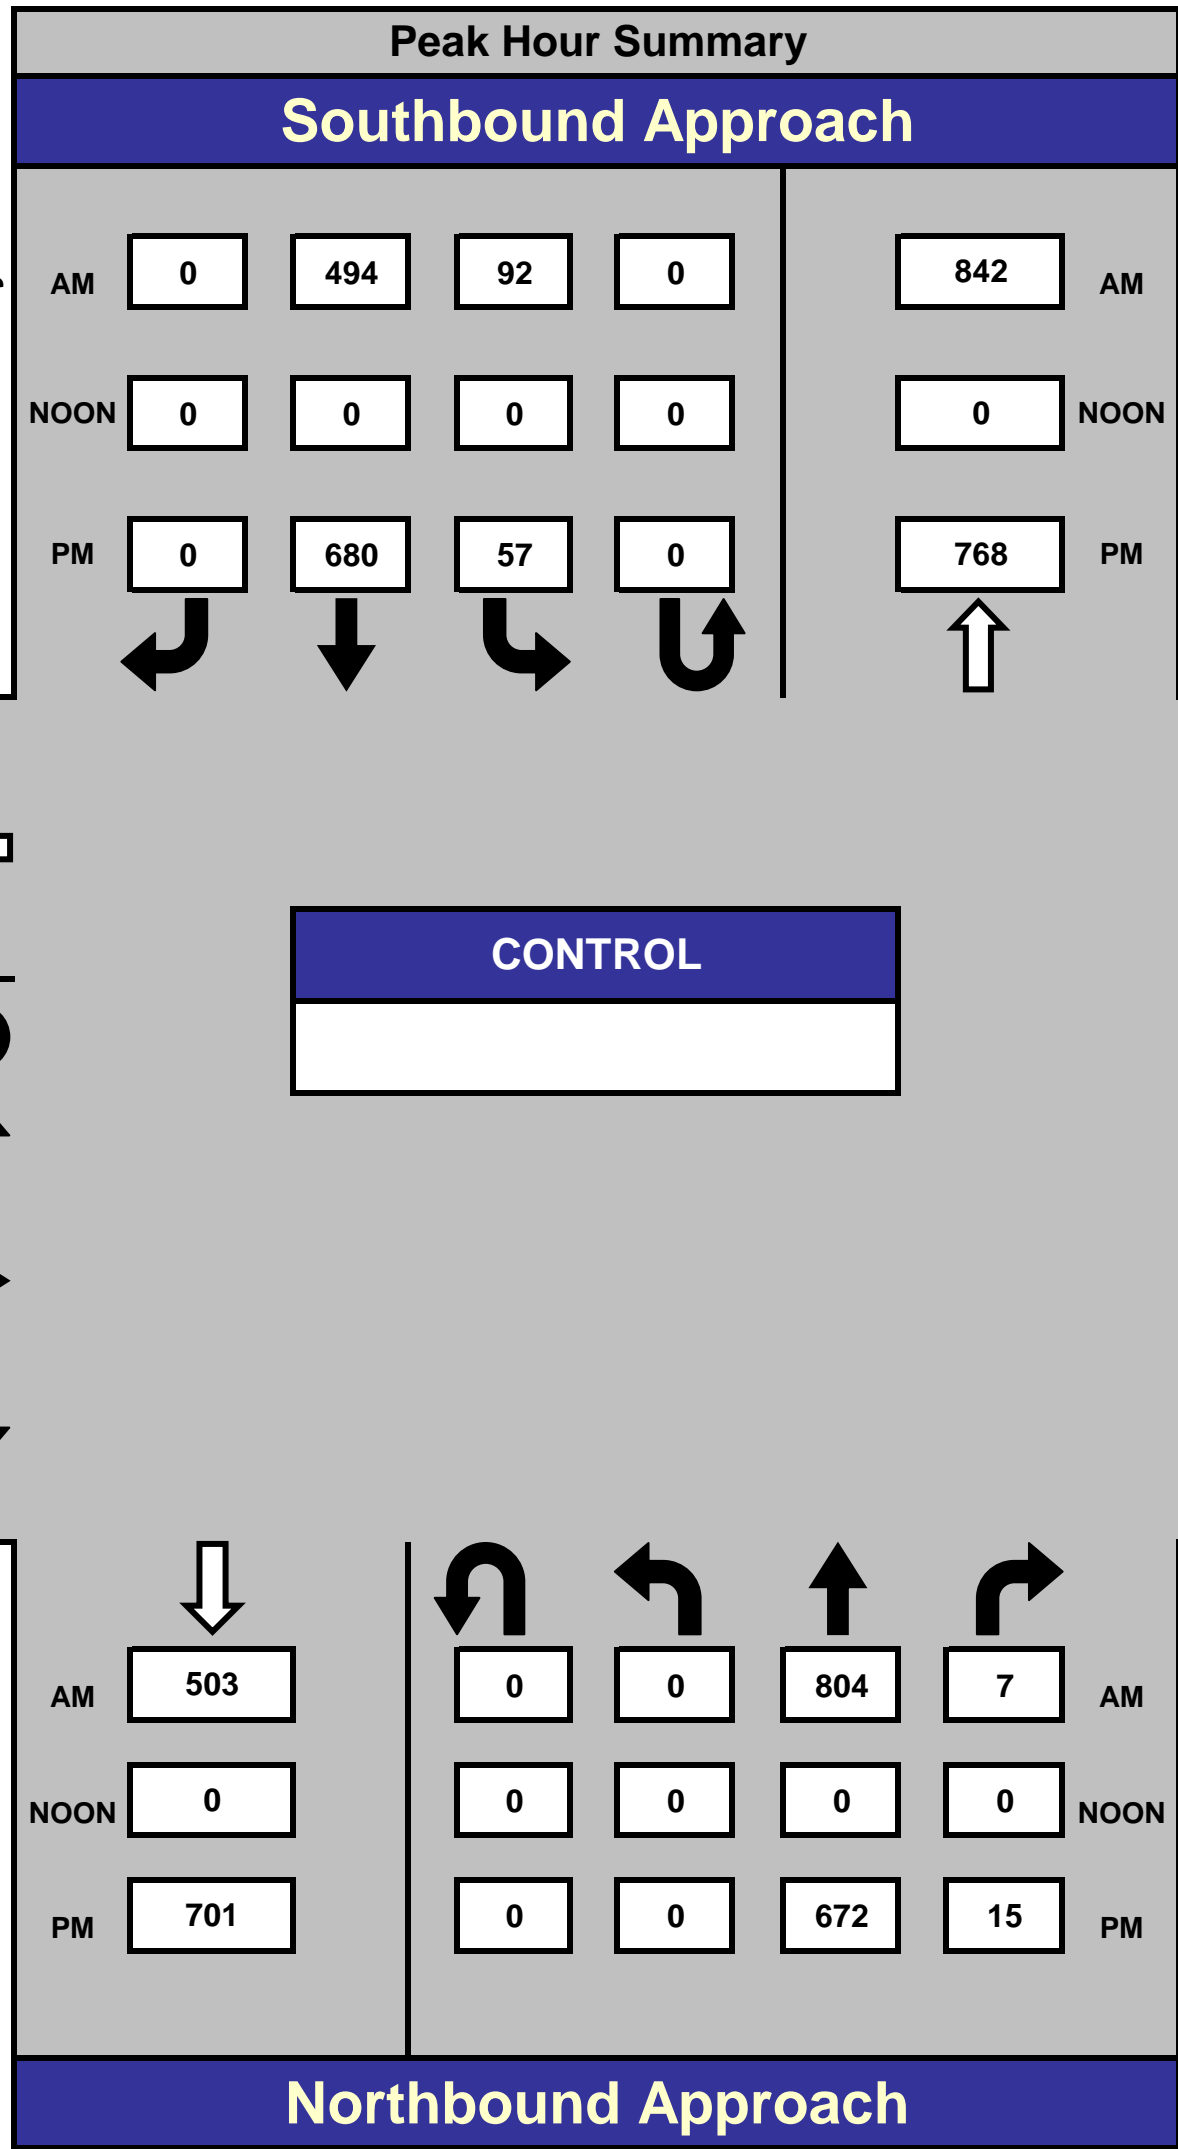 Peak Hour Summary
Southbound Approach
AM 0 494 92 0 842 AM
NOON 0 0 0 0 0 NOON
PM 0 680 57 0 768 PM
CONTROL
AM 503 0 0 804 7 AM
NOON 0 0 0 0 0 NOON
PM 701 0 0 672 15 PM
Northbound Approach